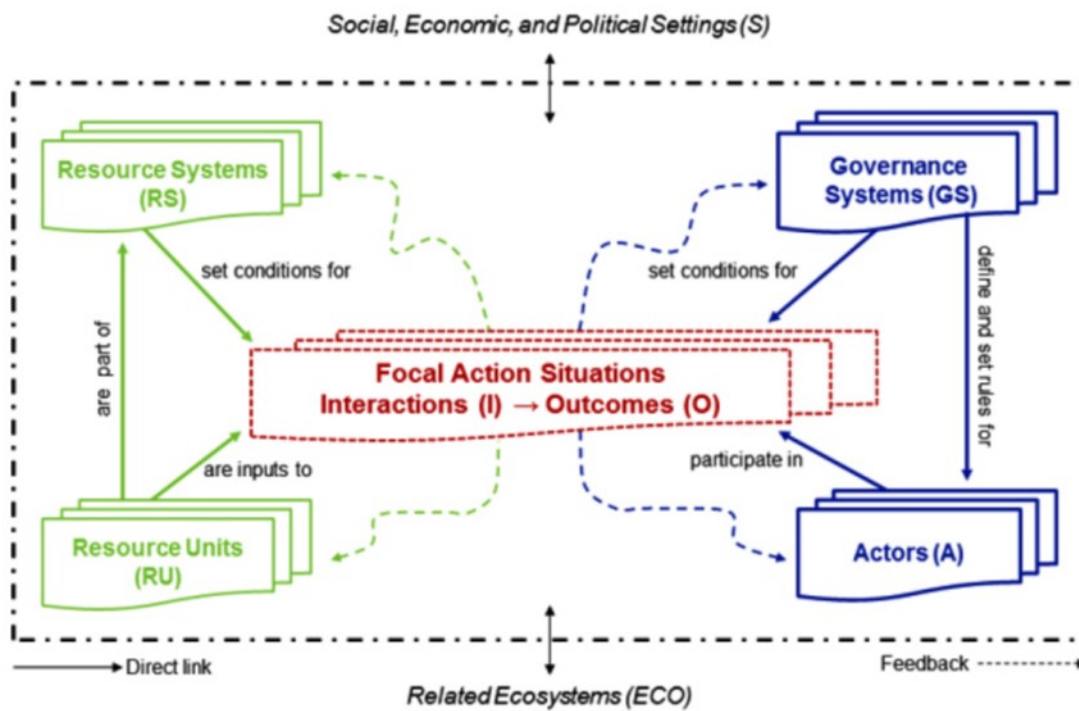 Social, Economic, and Political Settings (S)
Resource Systems
(RS)
Governance
Systems (GS)
set conditions for
set conditions for
are part of
define and set rules for
Focal Action Situations
Interactions (I) → Outcomes (O)
are inputs to
participate in
Resource Units
(RU)
Actors (A)
Direct link
Feedback
Related Ecosystems (ECO)